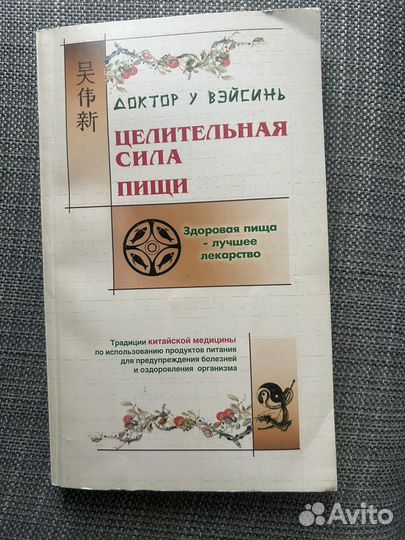 吴伟新
ДОКТОР У ВЭЙСИНЬ
ЦЕЛИТЕЛЬНАЯ
СИЛА
ПИЩИ
Здоровая пища
- лучшее
лекарство
Традиции китайской медицины
по использованию продуктов питания
для предупреждения болезней
и оздоровления организма
Avito